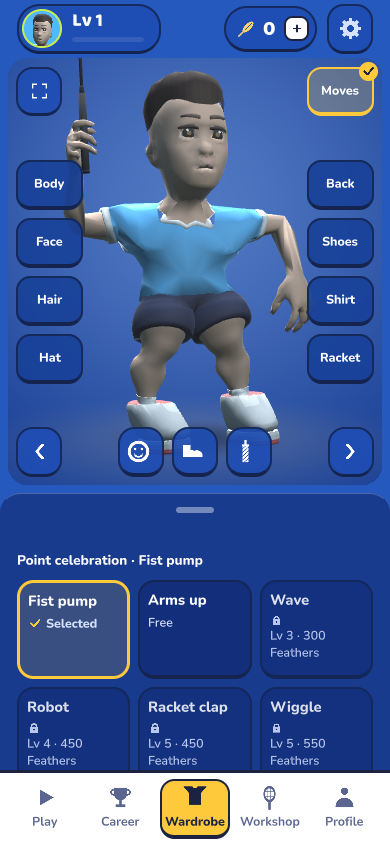 Lv 1
0
+
Moves
Body
Back
Face
Shoes
Hair
Shirt
Hat
Racket
Point celebration · Fist pump
Fist pump
Selected
Arms up
Free
Wave
Lv 3 · 300
Feathers
Robot
Lv 4 · 450
Feathers
Racket clap
Lv 5 · 450
Feathers
Wiggle
Lv 5 · 550
Feathers
Play
Career
Wardrobe
Workshop
Profile